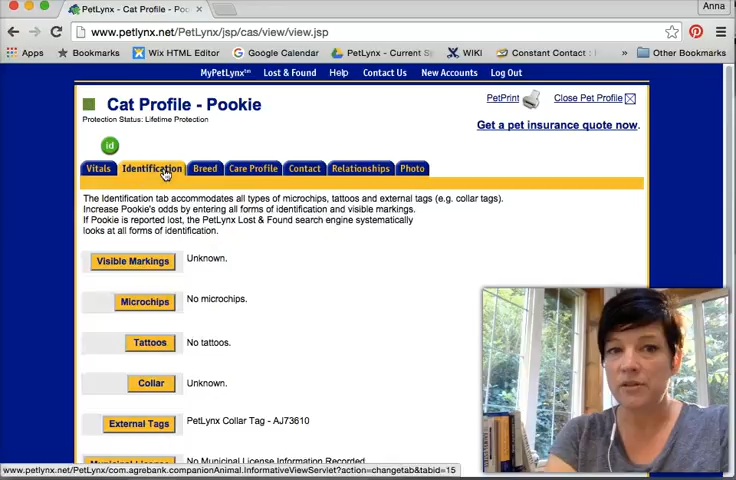 PetLynx - Cat Profile - Poo
Anna
www.petlynx.net/PetLynx/jsp/cas/view/view.jsp
Apps Bookmarks Wix HTML Editor Google Calendar PetLynx - Current S WIKI Constant Contact : » Other Bookmarks
MyPetLynx™ Lost & Found Help Contact Us New Accounts Log Out
Cat Profile - Pookie
PetPrint Close Pet Profile
Protection Status: Lifetime Protection
Get a pet insurance quote now.
id
Vitals Identification Breed Care Profile Contact Relationships Photo
The Identification tab accommodates all types of microchips, tattoos and external tags (e.g. collar tags).
Increase Pookie's odds by entering all forms of identification and visible markings.
If Pookie is reported lost, the PetLynx Lost & Found search engine systematically
looks at all forms of identification.
Visible Markings Unknown.
Microchips No microchips.
Tattoos No tattoos.
Collar Unknown.
External Tags PetLynx Collar Tag - AJ73610
No Municipal License Information Recorded
www.petlynx.net/PetLynx/com.agrebank.companionAnimal.InformativeViewServlet?action=changetab&tabid=15